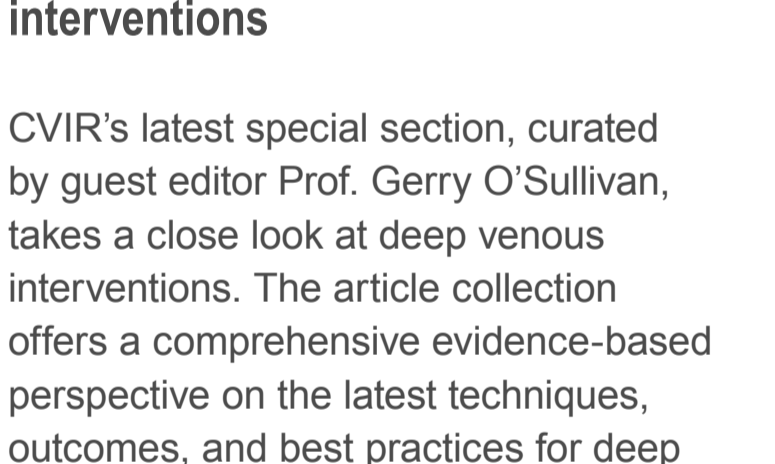 interventions
CVIR’s latest special section, curated
by guest editor Prof. Gerry O’Sullivan,
takes a close look at deep venous
interventions. The article collection
offers a comprehensive evidence-based
perspective on the latest techniques,
outcomes, and best practices for deep